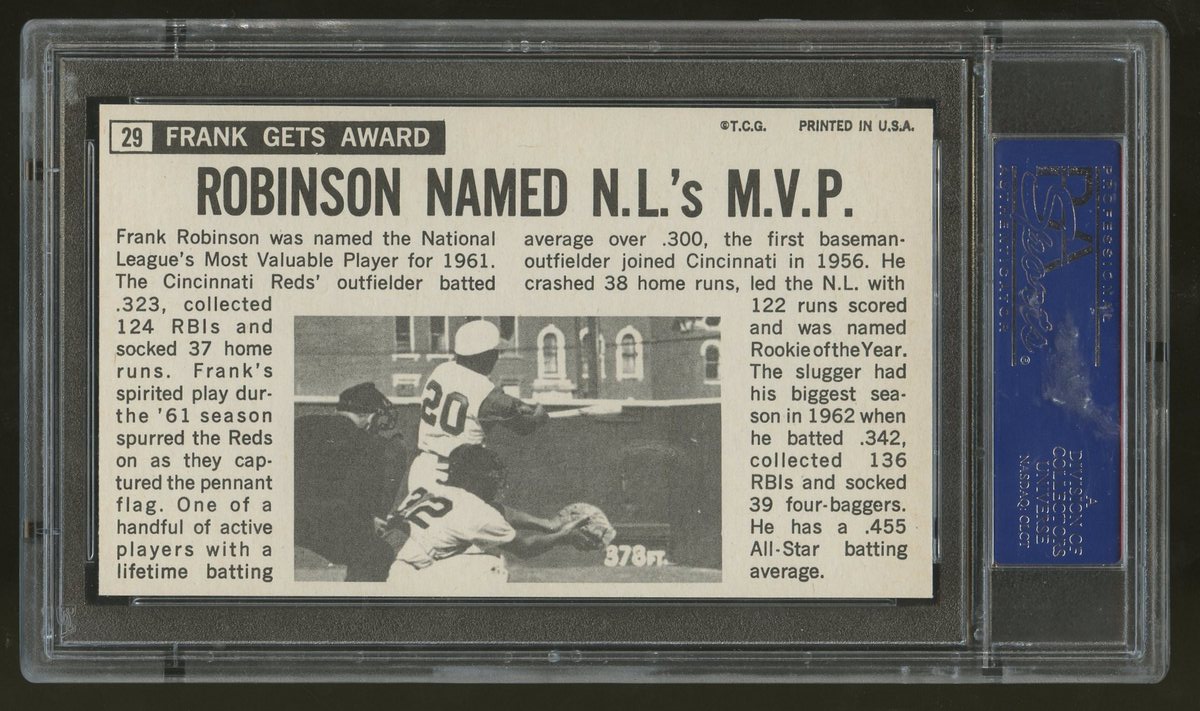 29 FRANK GETS AWARD
©T.C.G. PRINTED IN U.S.A.
ROBINSON NAMED N.L.'s M.V.P.
Frank Robinson was named the National
League's Most Valuable Player for 1961.
The Cincinnati Reds' outfielder batted
.323, collected
124 RBIs and
socked 37 home
runs. Frank's
spirited play dur-
the '61 season
spurred the Reds
on as they cap-
tured the pennant
flag. One of a
handful of active
players with a
lifetime batting
average over .300, the first baseman-
outfielder joined Cincinnati in 1956. He
crashed 38 home runs, led the N.L. with
122 runs scored
and was named
Rookie of the Year.
The slugger had
his biggest sea-
son in 1962 when
he batted .342,
collected 136
RBIs and socked
39 four-baggers.
He has a .455
All-Star batting
average.
20
22
378FT.
PROFESSIONAL
PSA
Sports
AUTHENTICATOR
®
A
DIVISION OF
COLLECTORS
UNIVERSE
NASDAQ: CLCT